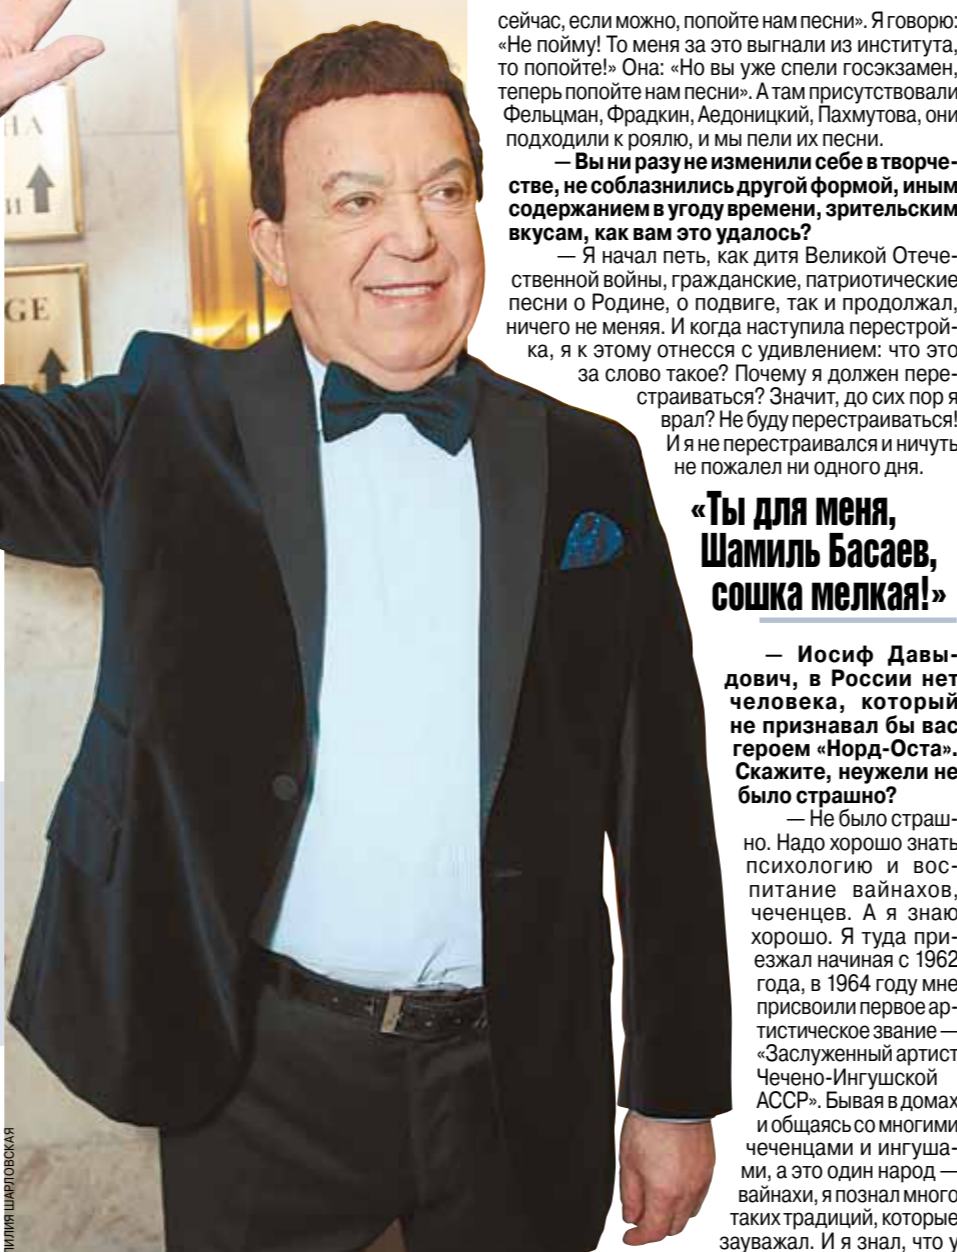 НА
И
GE
сейчас, если можно, попойте нам песни». Я говорю:
«Не пойму! То меня за это выгнали из института,
то попойте!» Она: «Но вы уже спели госэкзамен,
теперь попойте нам песни». А там присутствовали
Фельцман, Фрадкин, Аедоницкий, Пахмутова, они
подходили к роялю, и мы пели их песни.
— Вы ни разу не изменили себе в творче-
стве, не соблазнились другой формой, иным
содержанием в угоду времени, зрительским
вкусам, как вам это удалось?
— Я начал петь, как дитя Великой Отече-
ственной войны, гражданские, патриотические
песни о Родине, о подвиге, так и продолжал,
ничего не меняя. И когда наступила перестрой-
ка, я к этому отнесся с удивлением: что это
за слово такое? Почему я должен пере-
страиваться? Значит, до сих пор я
врал? Не буду перестраиваться!
И я не перестраивался и ничуть
не пожалел ни одного дня.
«Ты для меня,
Шамиль Басаев,
сошка мелкая!»
— Иосиф Давы-
дович, в России нет
человека, который
не признавал бы вас
героем «Норд-Оста».
Скажите, неужели не
было страшно?
— Не было страш-
но. Надо хорошо знать
психологию и вос-
питание вайнахов,
чеченцев. А я знаю
хорошо. Я туда при-
езжал начиная с 1962
года, в 1964 году мне
присвоили первое ар-
тистическое звание —
«Заслуженный артист
Чечено-Ингушской
АССР». Бывая в домах
и общаясь со многими
чеченцами и ингуша-
ми, а это один народ —
вайнахи, я познал много
таких традиций, которые
зауважал. И я знал, что у
ЛИЛИЯ ШАРЛОВСКАЯ